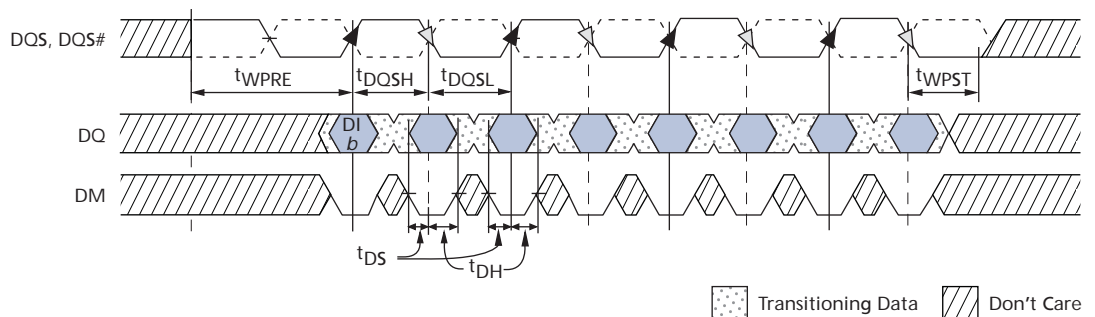 DQS, DQS#
tWPRE tDQSH tDQSL tWPST
DQ DI
b
DM
tDS tDH
Transitioning Data Don't Care